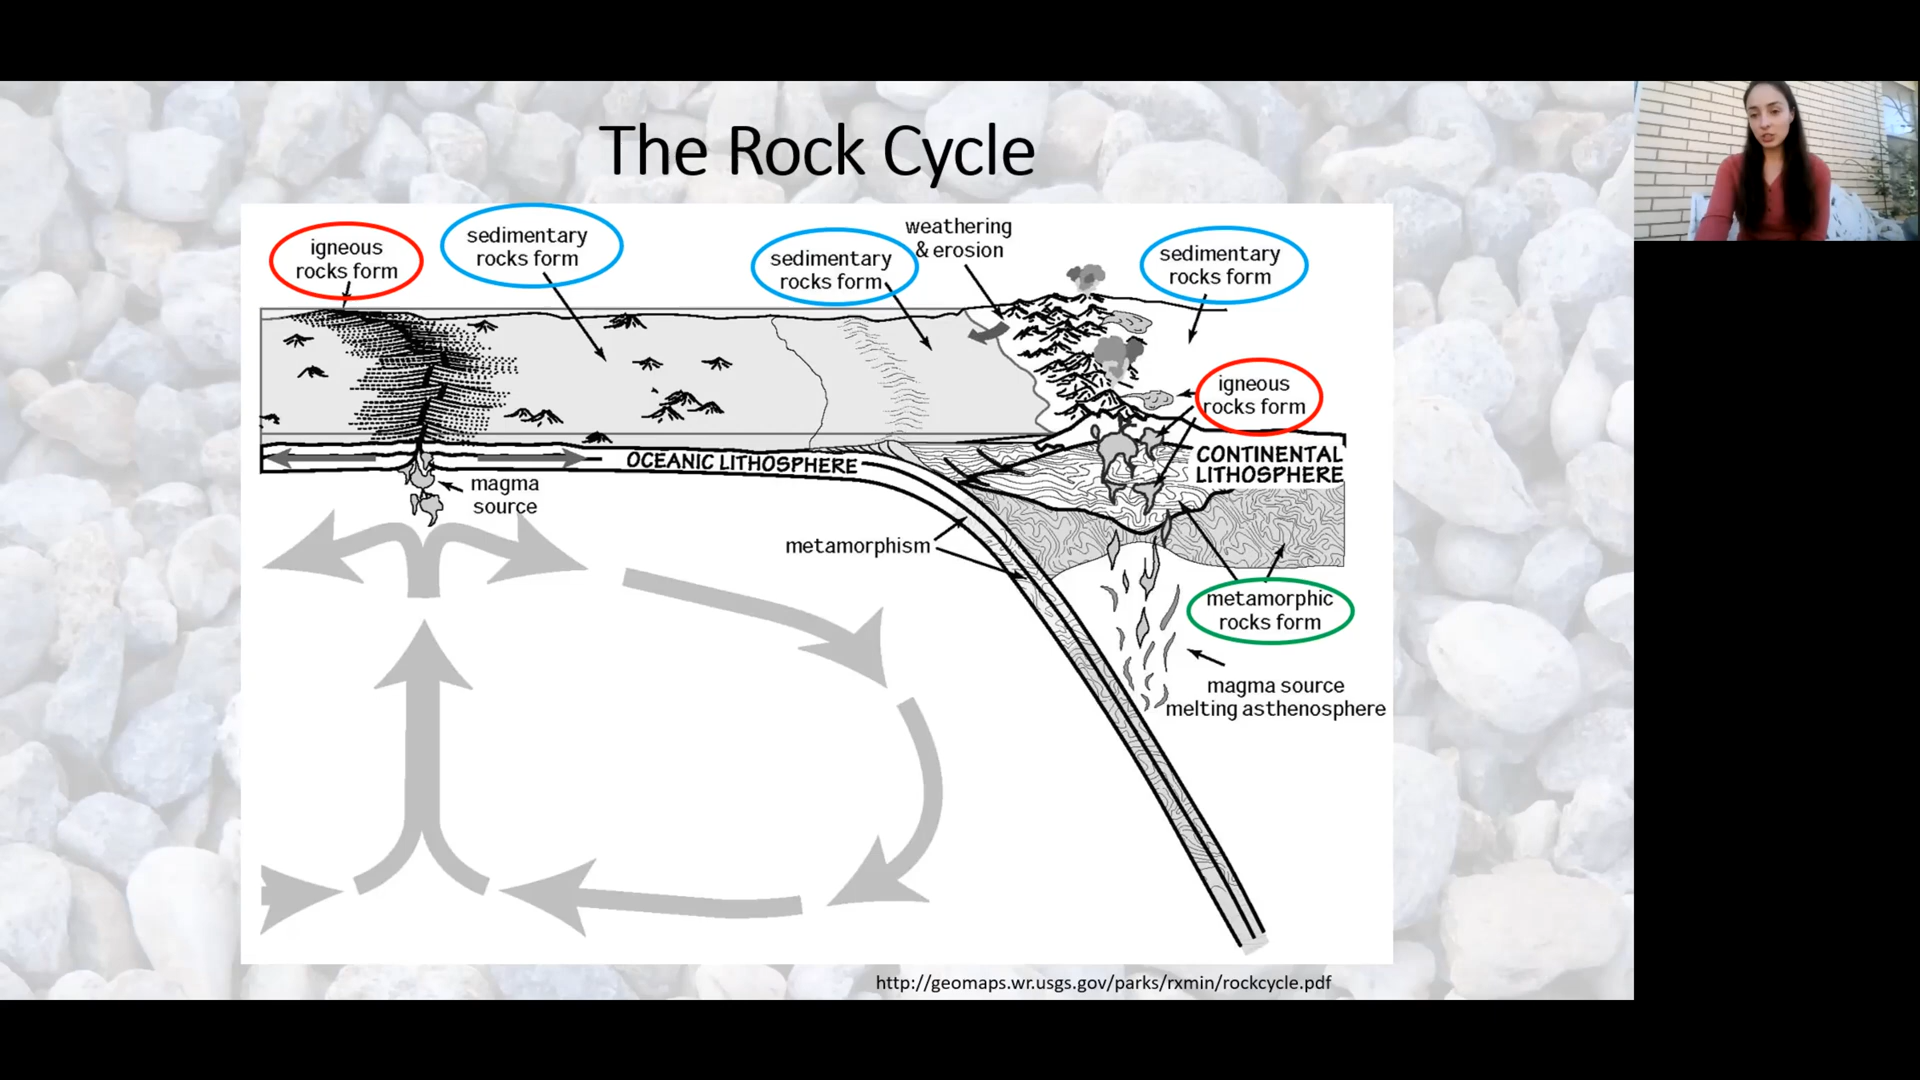 The Rock Cycle
igneous
rocks form
sedimentary
rocks form
sedimentary
rocks form
weathering
& erosion
sedimentary
rocks form
igneous
rocks form
OCEANIC LITHOSPHERE
CONTINENTAL
LITHOSPHERE
magma
source
metamorphism
metamorphic
rocks form
magma source
melting asthenosphere
http://geomaps.wr.usgs.gov/parks/rxmin/rockcycle.pdf